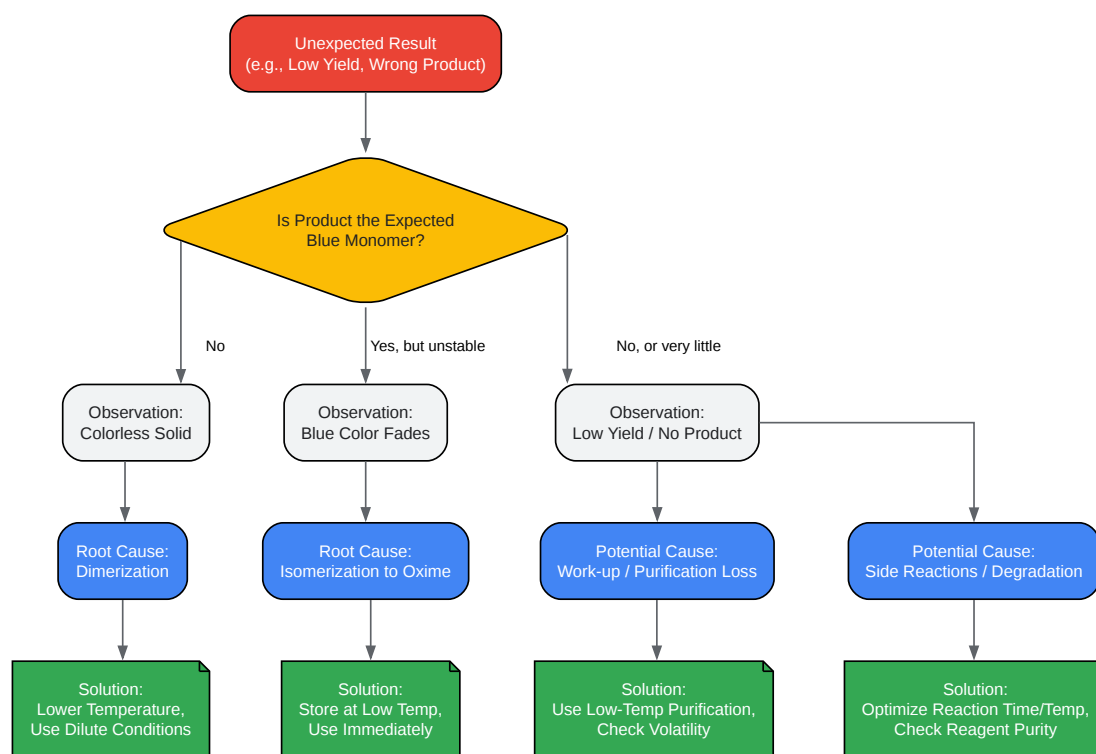 Unexpected Result
(e.g., Low Yield, Wrong Product)
Is Product the Expected
Blue Monomer?
No
Yes, but unstable
No, or very little
Observation:
Colorless Solid
Observation:
Blue Color Fades
Observation:
Low Yield / No Product
Root Cause:
Dimerization
Root Cause:
Isomerization to Oxime
Potential Cause:
Work-up / Purification Loss
Potential Cause:
Side Reactions / Degradation
Solution:
Lower Temperature,
Use Dilute Conditions
Solution:
Store at Low Temp,
Use Immediately
Solution:
Use Low-Temp Purification,
Check Volatility
Solution:
Optimize Reaction Time/Temp,
Check Reagent Purity